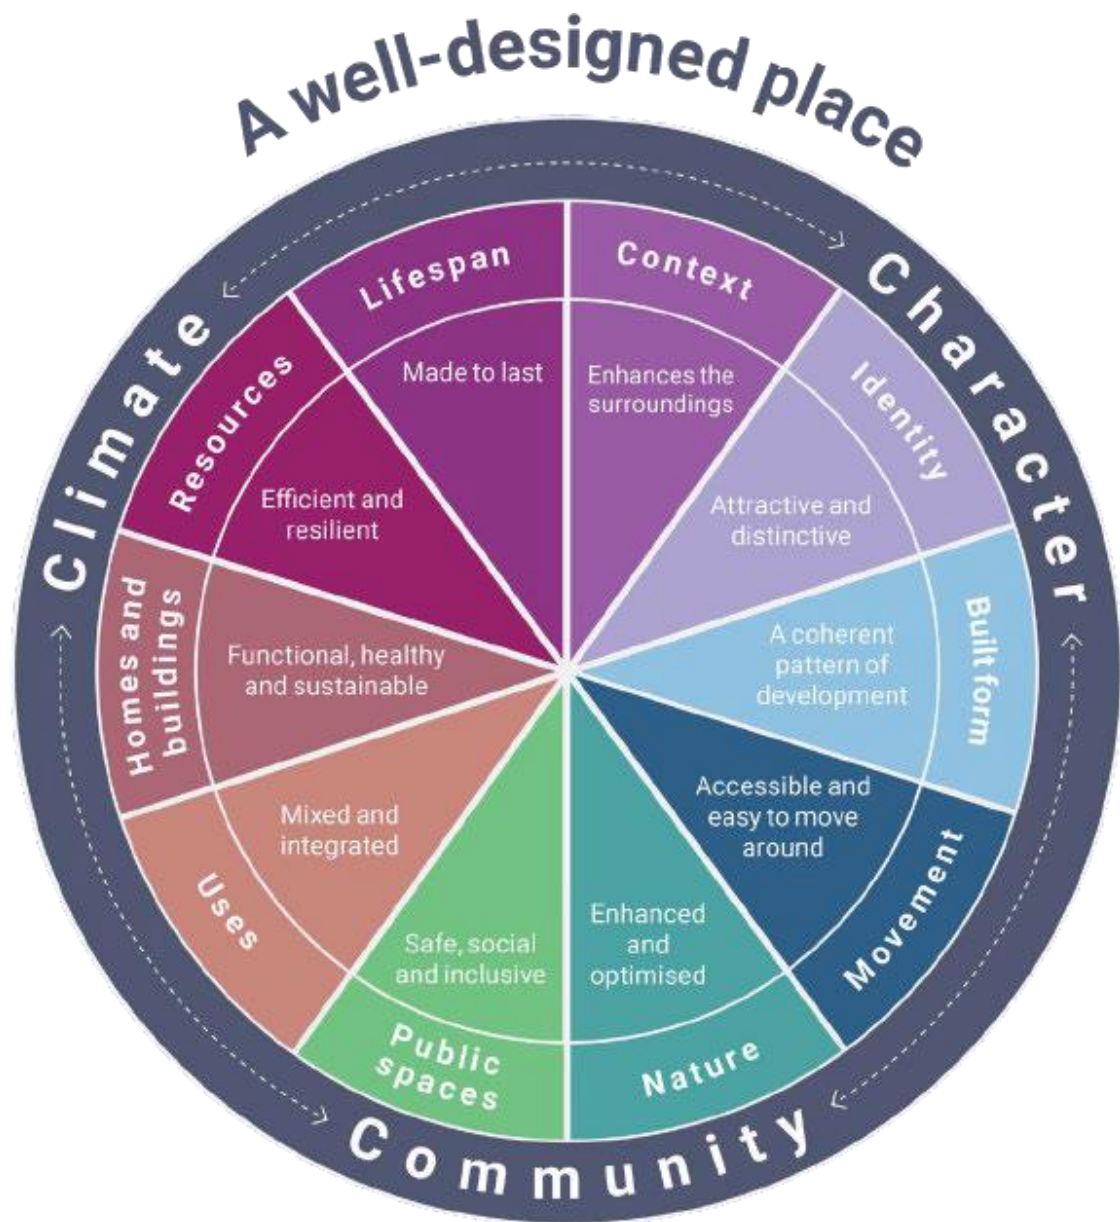 A well-designed place
Climate
Character
Community
Context
Enhances the
surroundings
Identity
Attractive and
distinctive
Built form
A coherent
pattern of
development
Movement
Accessible and
easy to move
around
Nature
Enhanced
and
optimised
Public
spaces
Safe, social
and inclusive
Uses
Mixed and
integrated
Homes and
buildings
Functional, healthy
and sustainable
Resources
Efficient and
resilient
Lifespan
Made to last